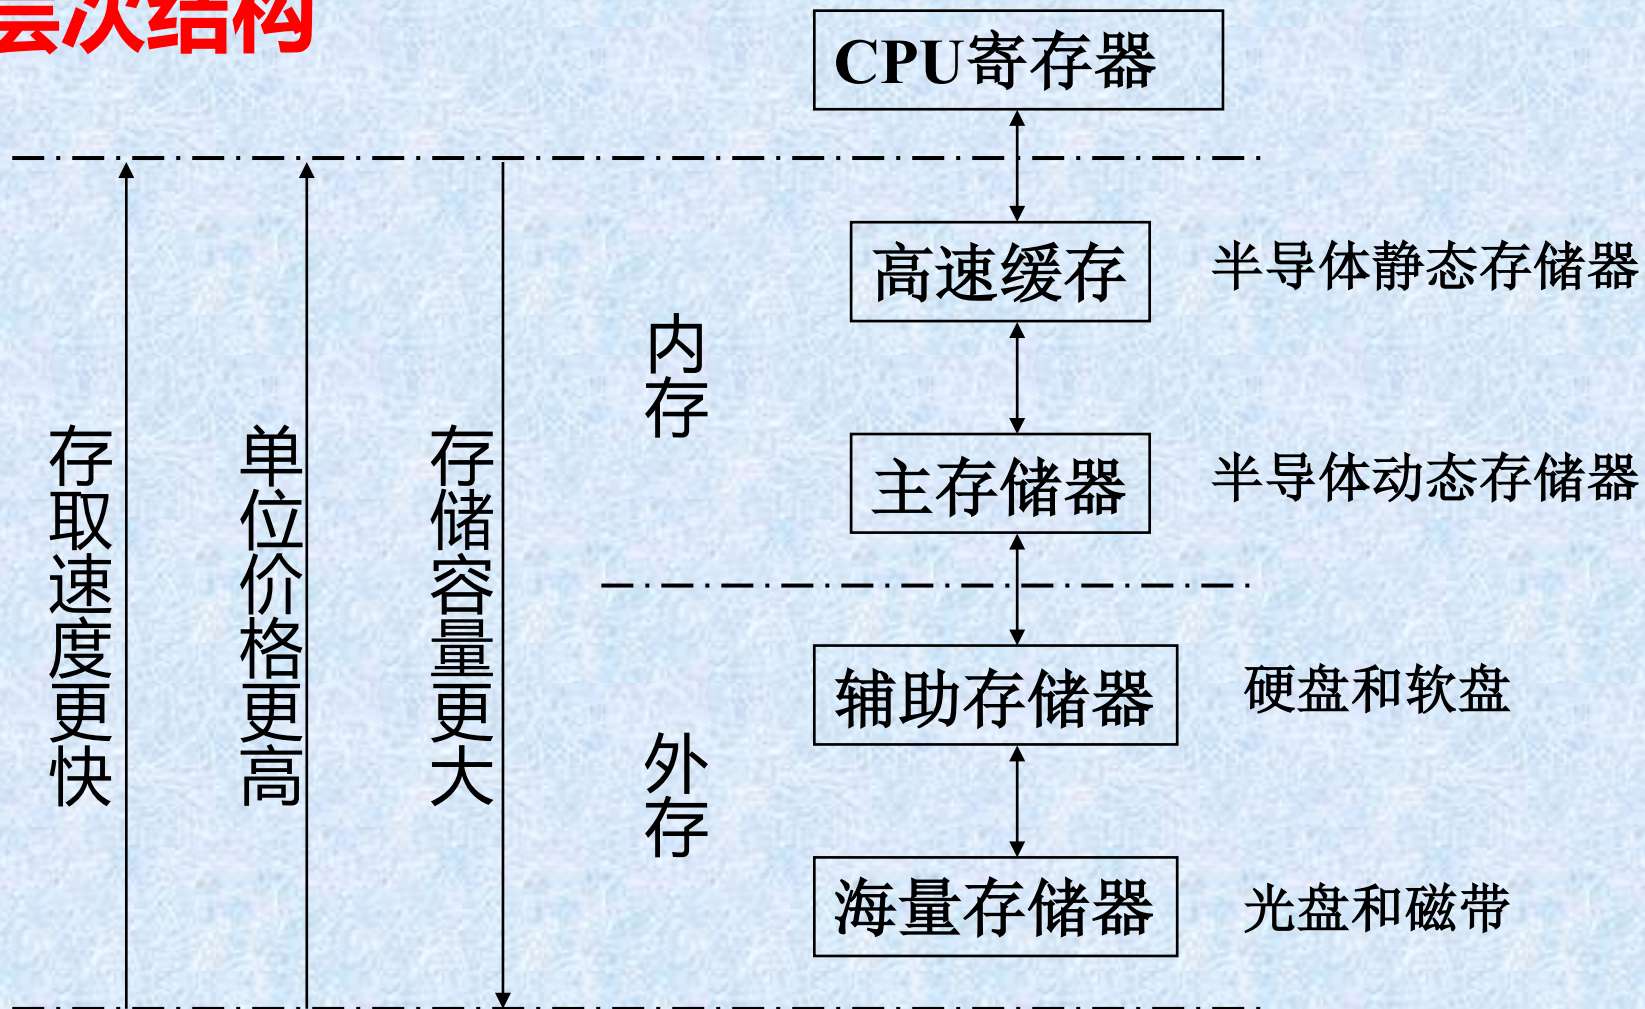 层次结构
CPU寄存器
高速缓存
半导体静态存储器
内存
主存储器
半导体动态存储器
存取速度更快
单位价格更高
存储容量更大
辅助存储器
硬盘和软盘
外存
海量存储器
光盘和磁带